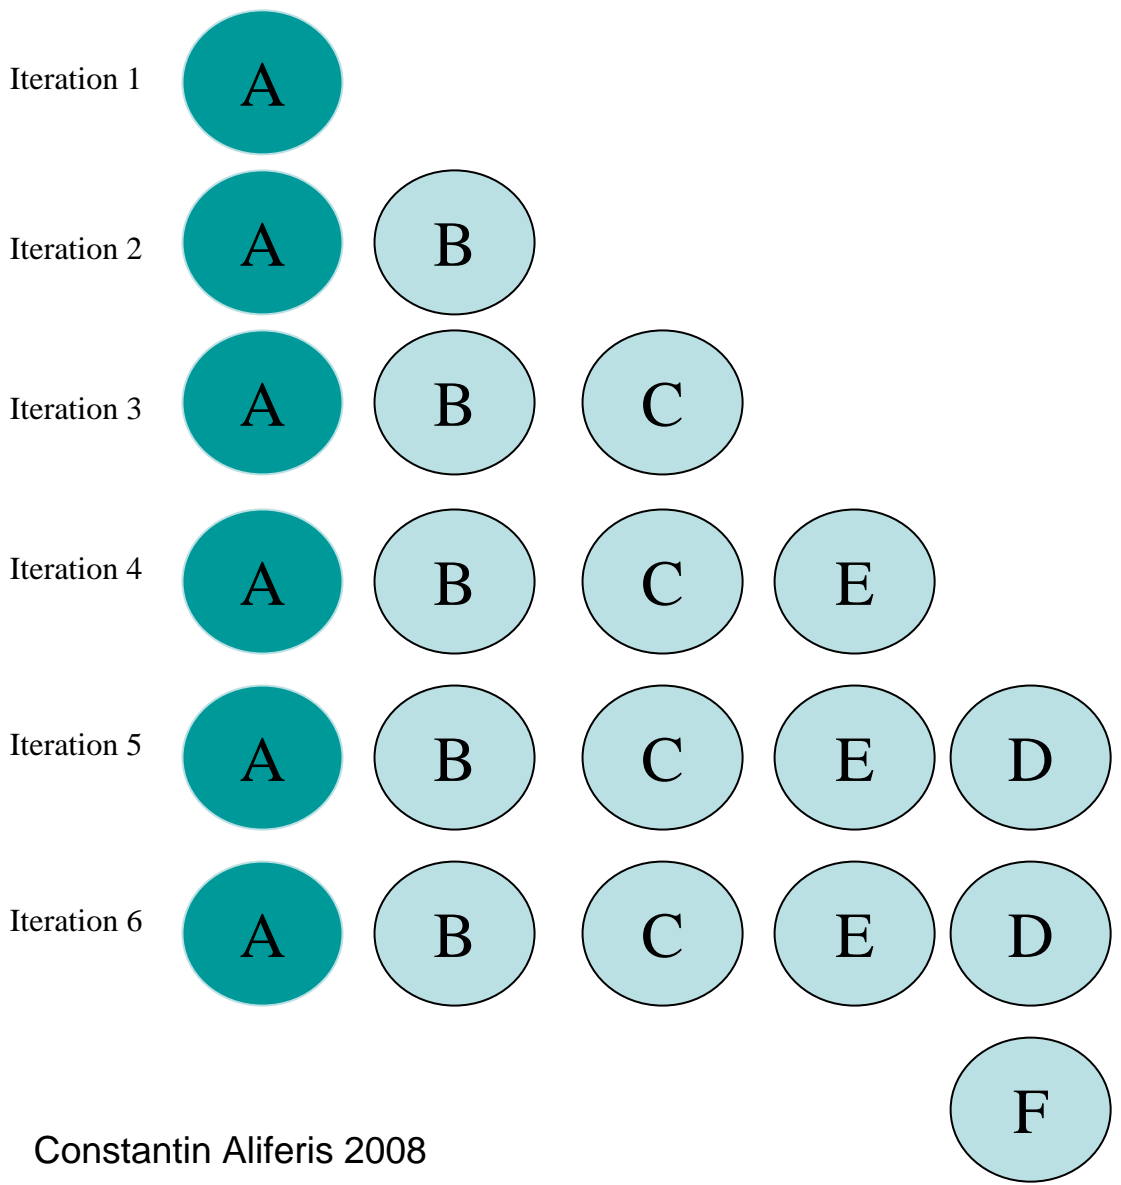 Iteration 1 A
Iteration 2 A B
Iteration 3 A B C
Iteration 4 A B C E
Iteration 5 A B C E D
Iteration 6 A B C E D
F
Constantin Aliferis 2008